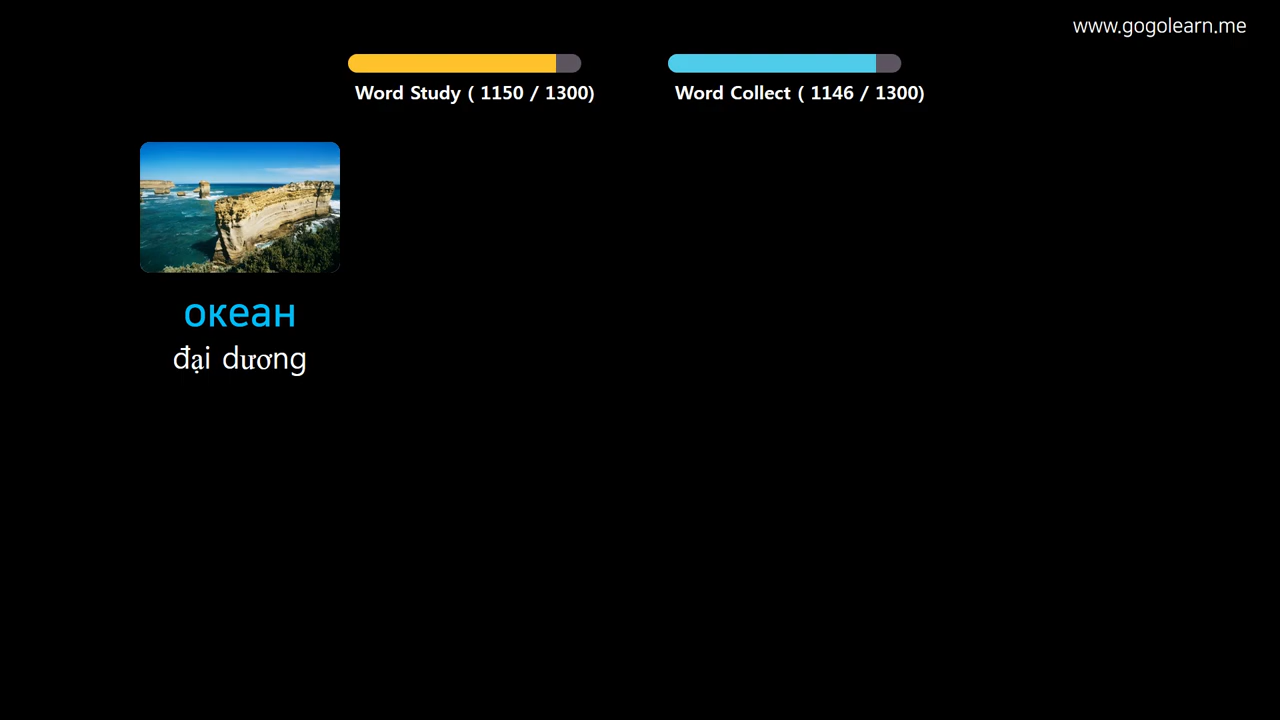 www.gogolearn.me
Word Study ( 1150 / 1300)
Word Collect ( 1146 / 1300)
океан
đại dương